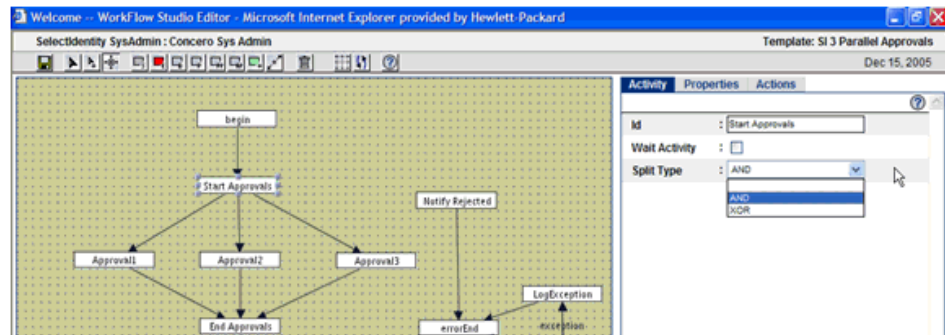 Welcome -- WorkFlow Studio Editor - Microsoft Internet Explorer provided by Hewlett-Packard
SelectIdentity SysAdmin : Concero Sys Admin
Template: SI 3 Parallel Approvals
Dec 15, 2005
begin
Start Approvals
Notify Rejected
Approval1
Approval2
Approval3
LogException
End Approvals
errorEnd
exception
Activity Properties Actions
Id : Start Approvals
Wait Activity :
Split Type : AND
AND
XOR